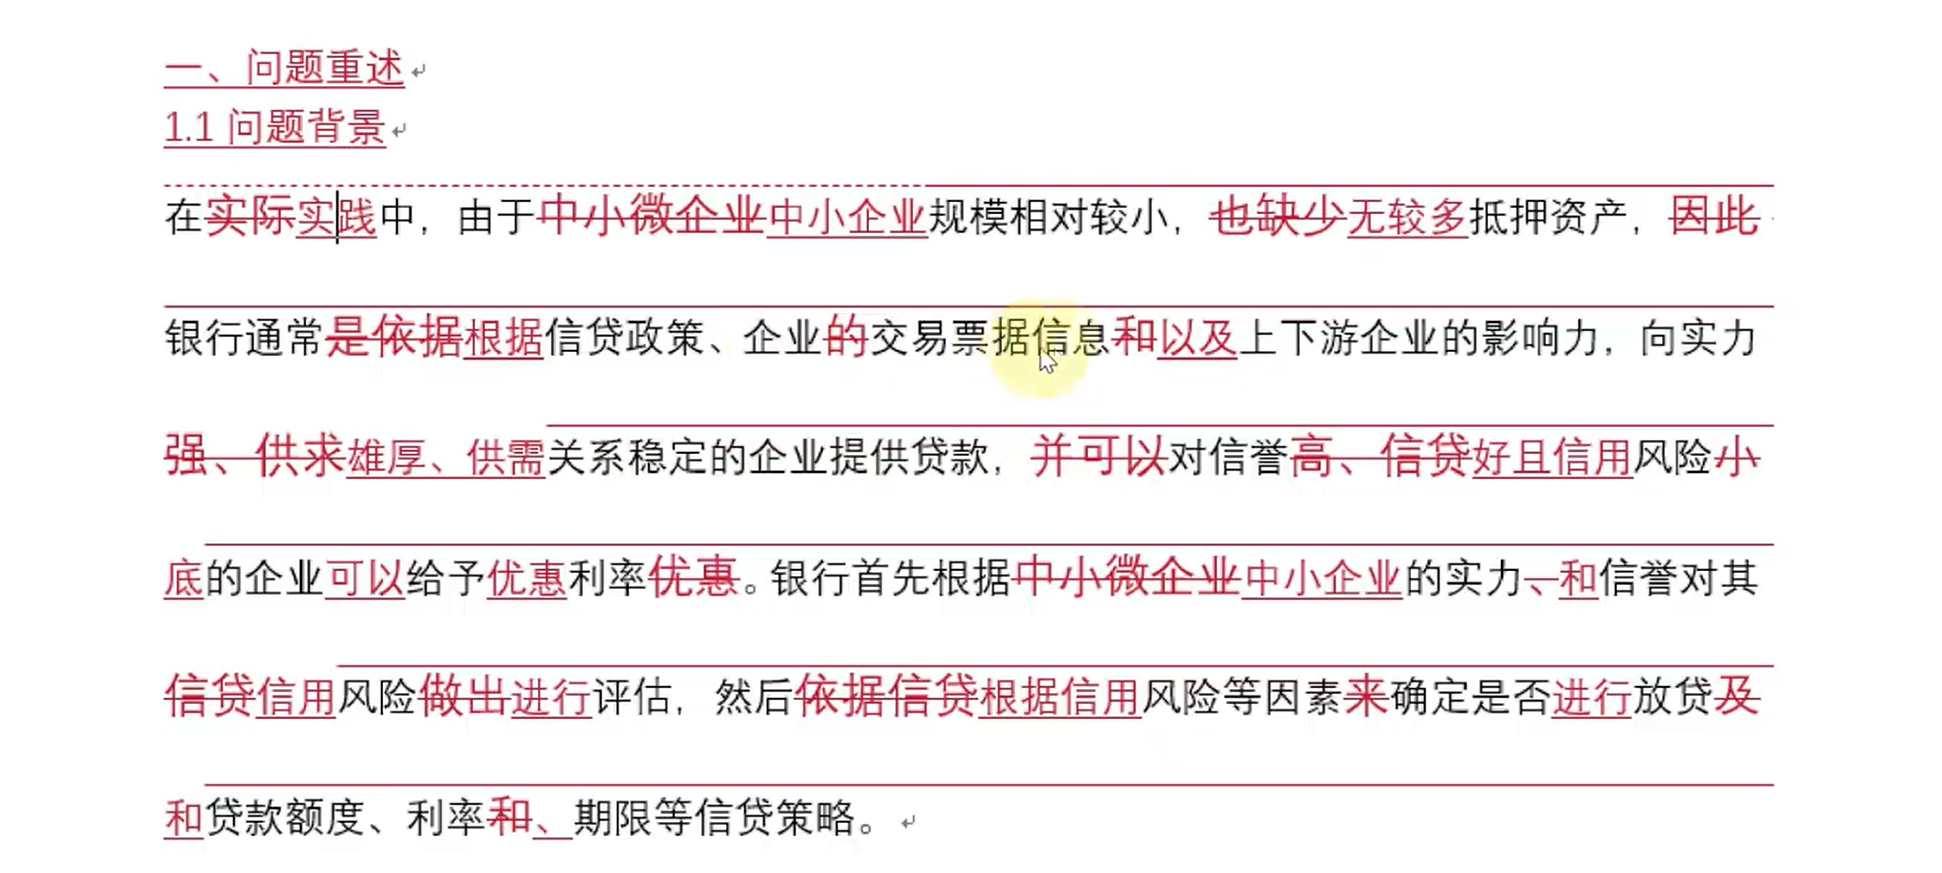 一、问题重述
1.1 问题背景
在实际实践中，由于中小微企业中小企业规模相对较小，也缺少无较多抵押资产，因此
银行通常是依据根据信贷政策、企业的交易票据信息和以及上下游企业的影响力，向实力
强、供求雄厚、供需关系稳定的企业提供贷款，并可以对信誉高、信贷好且信用风险小
底的企业可以给予优惠利率优惠。银行首先根据中小微企业中小企业的实力、和信誉对其
信贷信用风险做出进行评估，然后依据信贷根据信用风险等因素来确定是否进行放贷及
和贷款额度、利率和、期限等信贷策略。